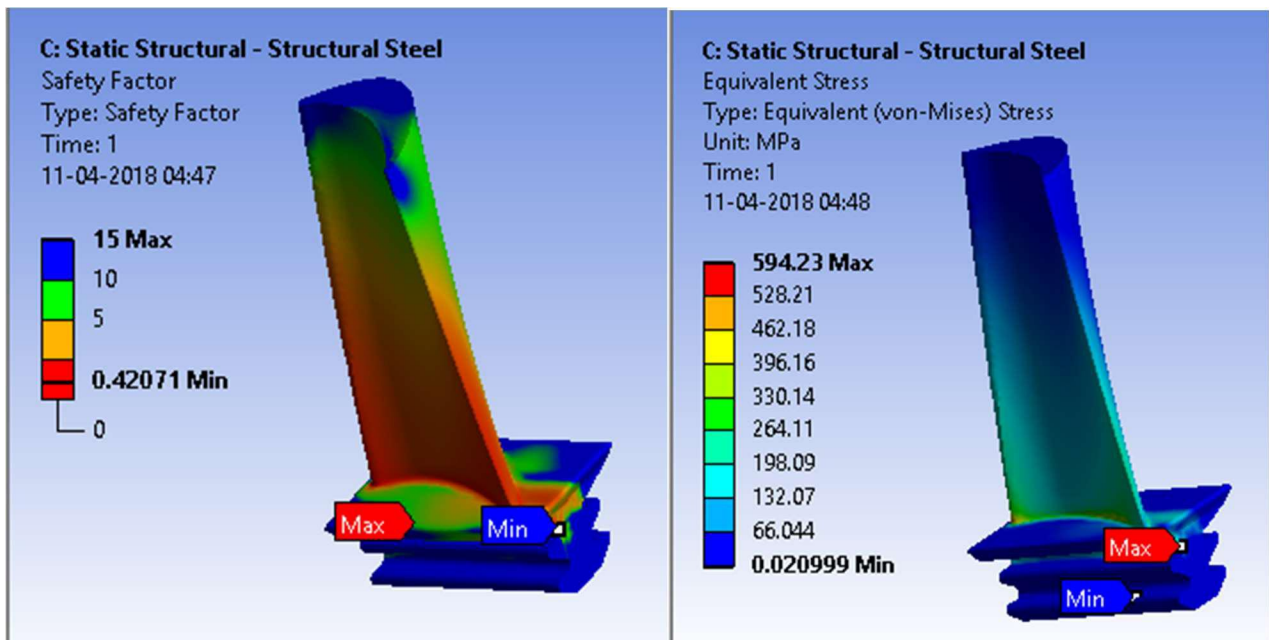 C: Static Structural - Structural Steel
Safety Factor
Type: Safety Factor
Time: 1
11-04-2018 04:47
15 Max
10
5
0.42071 Min
0
Max
Min
C: Static Structural - Structural Steel
Equivalent Stress
Type: Equivalent (von-Mises) Stress
Unit: MPa
Time: 1
11-04-2018 04:48
594.23 Max
528.21
462.18
396.16
330.14
264.11
198.09
132.07
66.044
0.020999 Min
Max
Min